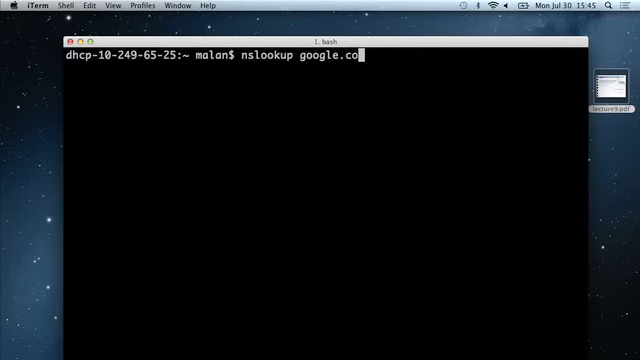 iTerm Shell Edit View Profiles Window Help Mon Jul 30 15:45
1. bash
dhcp-10-249-65-25:~ malan$ nslookup google.co
lecture9.pdf